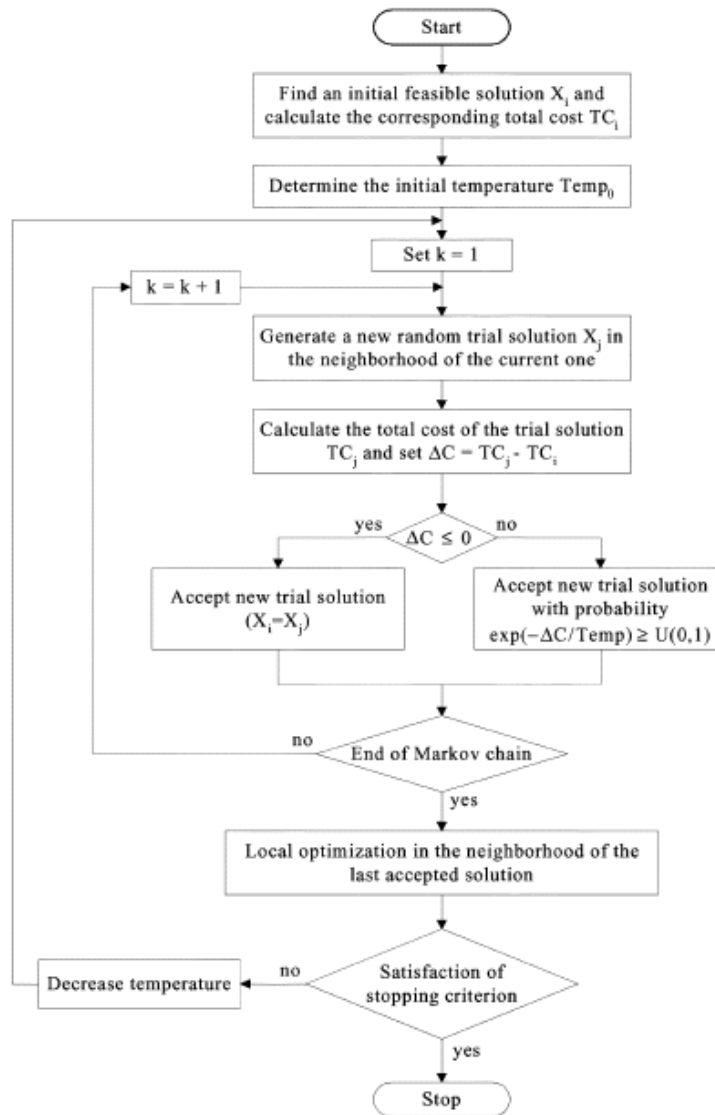 Start
Find an initial feasible solution X_i and
calculate the corresponding total cost TC_i
Determine the initial temperature Temp_0
Set k = 1
k = k + 1
Generate a new random trial solution X_j in
the neighborhood of the current one
Calculate the total cost of the trial solution
TC_j and set ΔC = TC_j - TC_i
yes
ΔC ≤ 0
no
Accept new trial solution
(X_i=X_j)
Accept new trial solution
with probability
exp(−ΔC/Temp) ≥ U(0,1)
no
End of Markov chain
yes
Local optimization in the neighborhood of the
last accepted solution
Decrease temperature
no
Satisfaction of
stopping criterion
yes
Stop